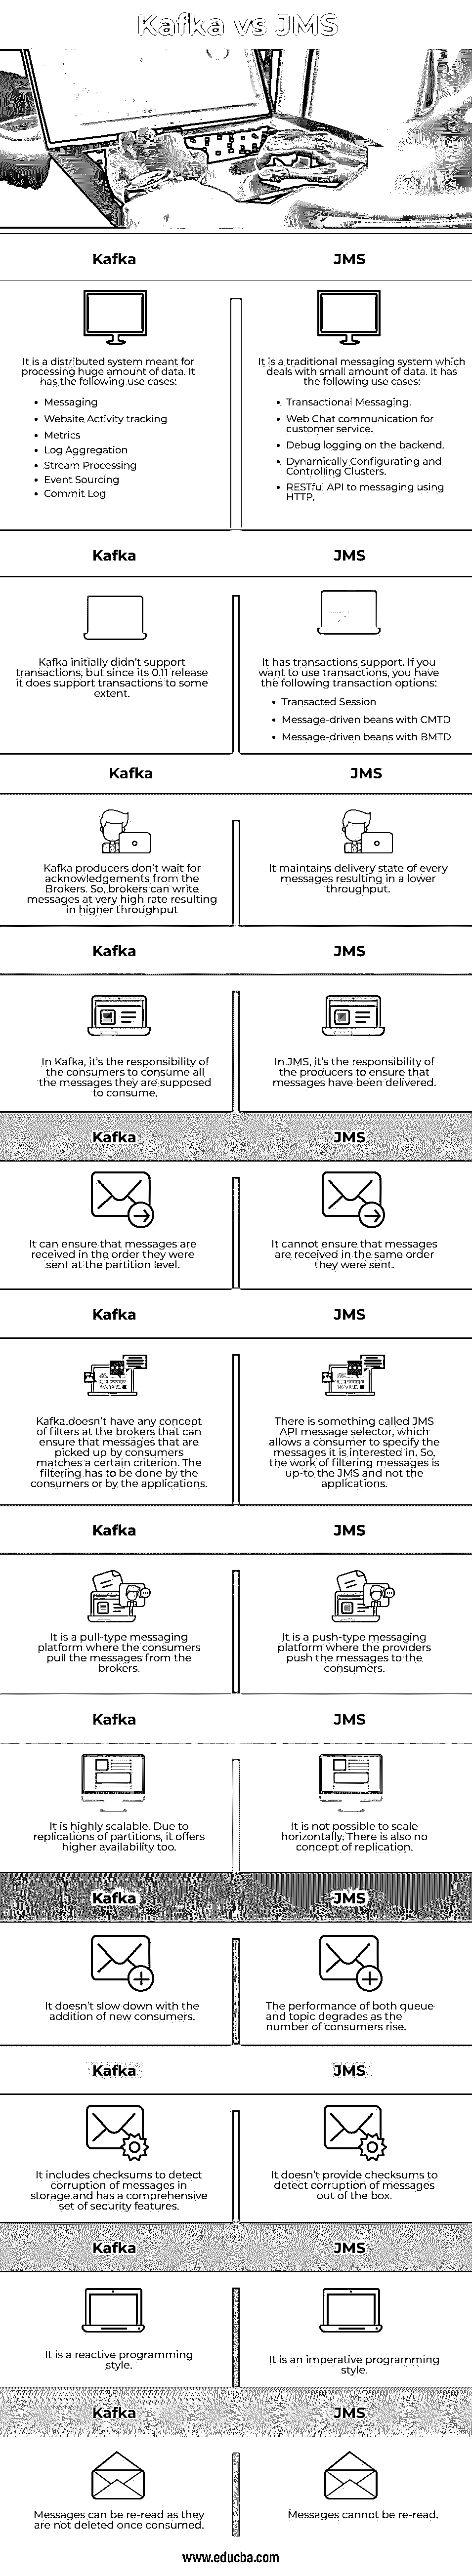 Kafka vs JMS
Kafka
JMS
It is a distributed system meant for
processing huge amount of data. It
has the following use cases:
• Messaging
• Website Activity tracking
• Metrics
• Log Aggregation
• Stream Processing
• Event Sourcing
• Commit Log
It is a traditional messaging system which
deals with small amount of data. It has
the following use cases:
• Transactional Messaging.
• Web Chat communication for
customer service.
• Debug logging on the backend.
• Dynamically Configurating and
Controlling Clusters.
• RESTful API to messaging using
HTTP.
Kafka
JMS
Kafka initially didn't support
transactions, but since its 0.11 release
it does support transactions to some
extent.
It has transactions support. If you
want to use transactions, you have
the following transaction options:
• Transacted Session
• Message-driven beans with CMTD
• Message-driven beans with BMTD
Kafka
JMS
Kafka producers don't wait for
acknowledgements from the
Brokers. So, brokers can write
messages at very high rate resulting
in higher throughput
It maintains delivery state of every
messages resulting in a lower
throughput.
Kafka
JMS
In Kafka, it's the responsibility of
the consumers to consume all
the messages they are supposed
to consume.
In JMS, it's the responsibility of
the producers to ensure that
messages have been delivered.
Kafka
JMS
It can ensure that messages are
received in the order they were
sent at the partition level.
It cannot ensure that messages
are received in the same order
they were sent.
Kafka
JMS
Kafka doesn't have any concept
of filters at the brokers that can
ensure that messages that are
picked up by consumers
matches a certain criterion. The
filtering has to be done by the
consumers or by the applications.
There is something called JMS
API message selector, which
allows a consumer to specify the
messages it is interested in. So,
the work of filtering messages is
up-to the JMS and not the
applications.
Kafka
JMS
It is a pull-type messaging
platform where the consumers
pull the messages from the
brokers.
It is a push-type messaging
platform where the providers
push the messages to the
consumers.
Kafka
JMS
It is highly scalable. Due to
replications of partitions, it offers
higher availability too.
It is not possible to scale
horizontally. There is also no
concept of replication.
Kafka
JMS
It doesn't slow down with the
addition of new consumers.
The performance of both queue
and topic degrades as the
number of consumers rise.
Kafka
JMS
It includes checksums to detect
corruption of messages in
storage and has a comprehensive
set of security features.
It doesn't provide checksums to
detect corruption of messages
out of the box.
Kafka
JMS
It is a reactive programming
style.
It is an imperative programming
style.
Kafka
JMS
Messages can be re-read as they
are not deleted once consumed.
Messages cannot be re-read.
www.educba.com